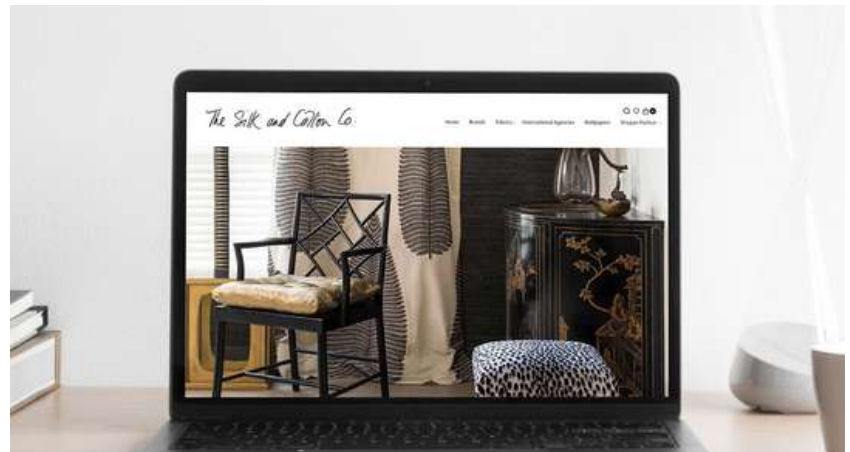 The Silk and Cotton Co.
Home Brands Fabrics International Agencies Wallpapers